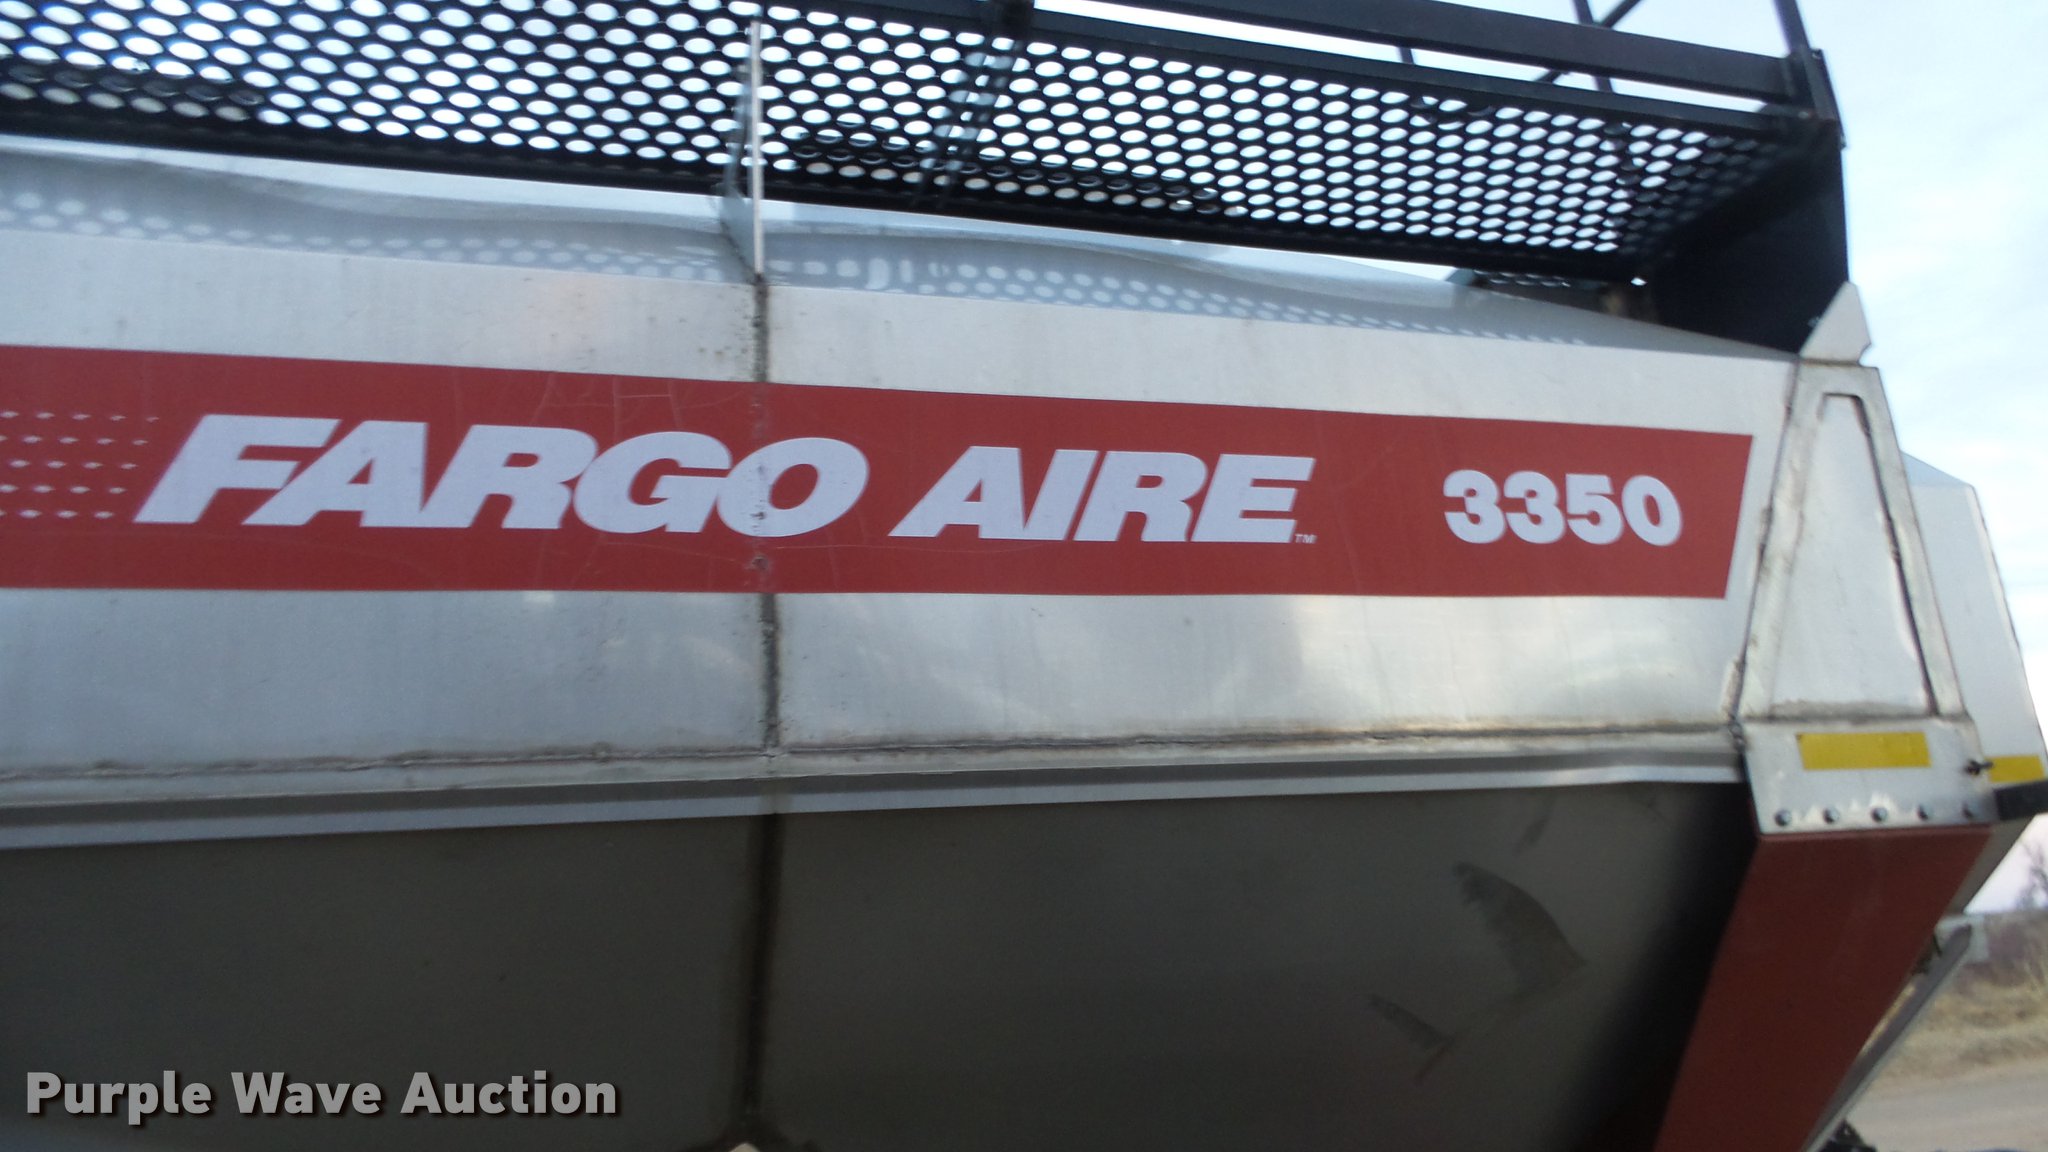 FARGO AIRE™ 3350
Purple Wave Auction